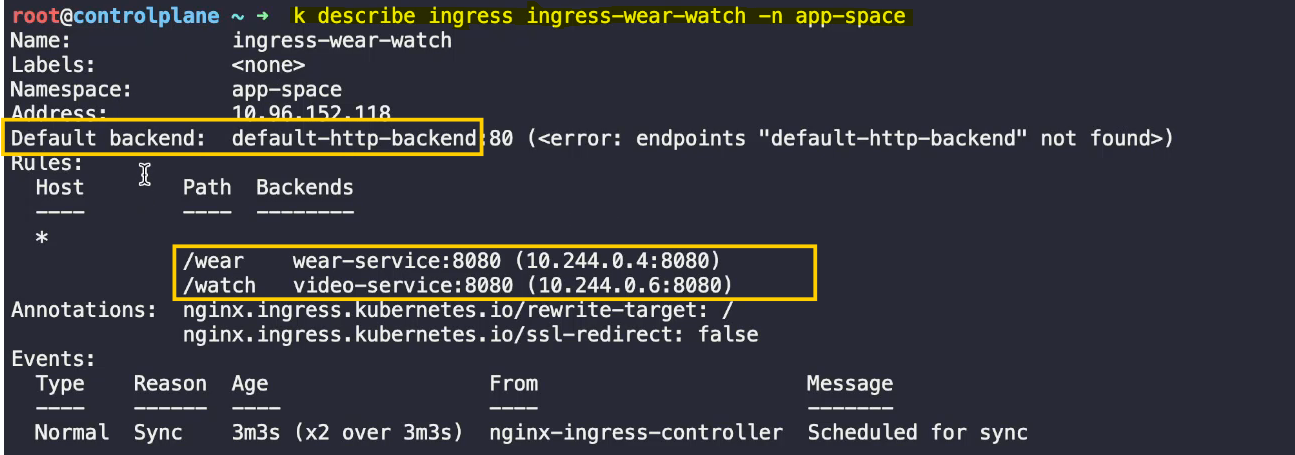 root@controlplane ~ ➜ k describe ingress ingress-wear-watch -n app-space
Name: ingress-wear-watch
Labels: <none>
Namespace: app-space
Address: 10.96.152.118
Default backend: default-http-backend:80 (<error: endpoints "default-http-backend" not found>)
Rules:
Host Path Backends
---- ---- --------
*
/wear wear-service:8080 (10.244.0.4:8080)
/watch video-service:8080 (10.244.0.6:8080)
Annotations: nginx.ingress.kubernetes.io/rewrite-target: /
nginx.ingress.kubernetes.io/ssl-redirect: false
Events:
Type Reason Age From Message
---- ------ ---- ---- -------
Normal Sync 3m3s (x2 over 3m3s) nginx-ingress-controller Scheduled for sync